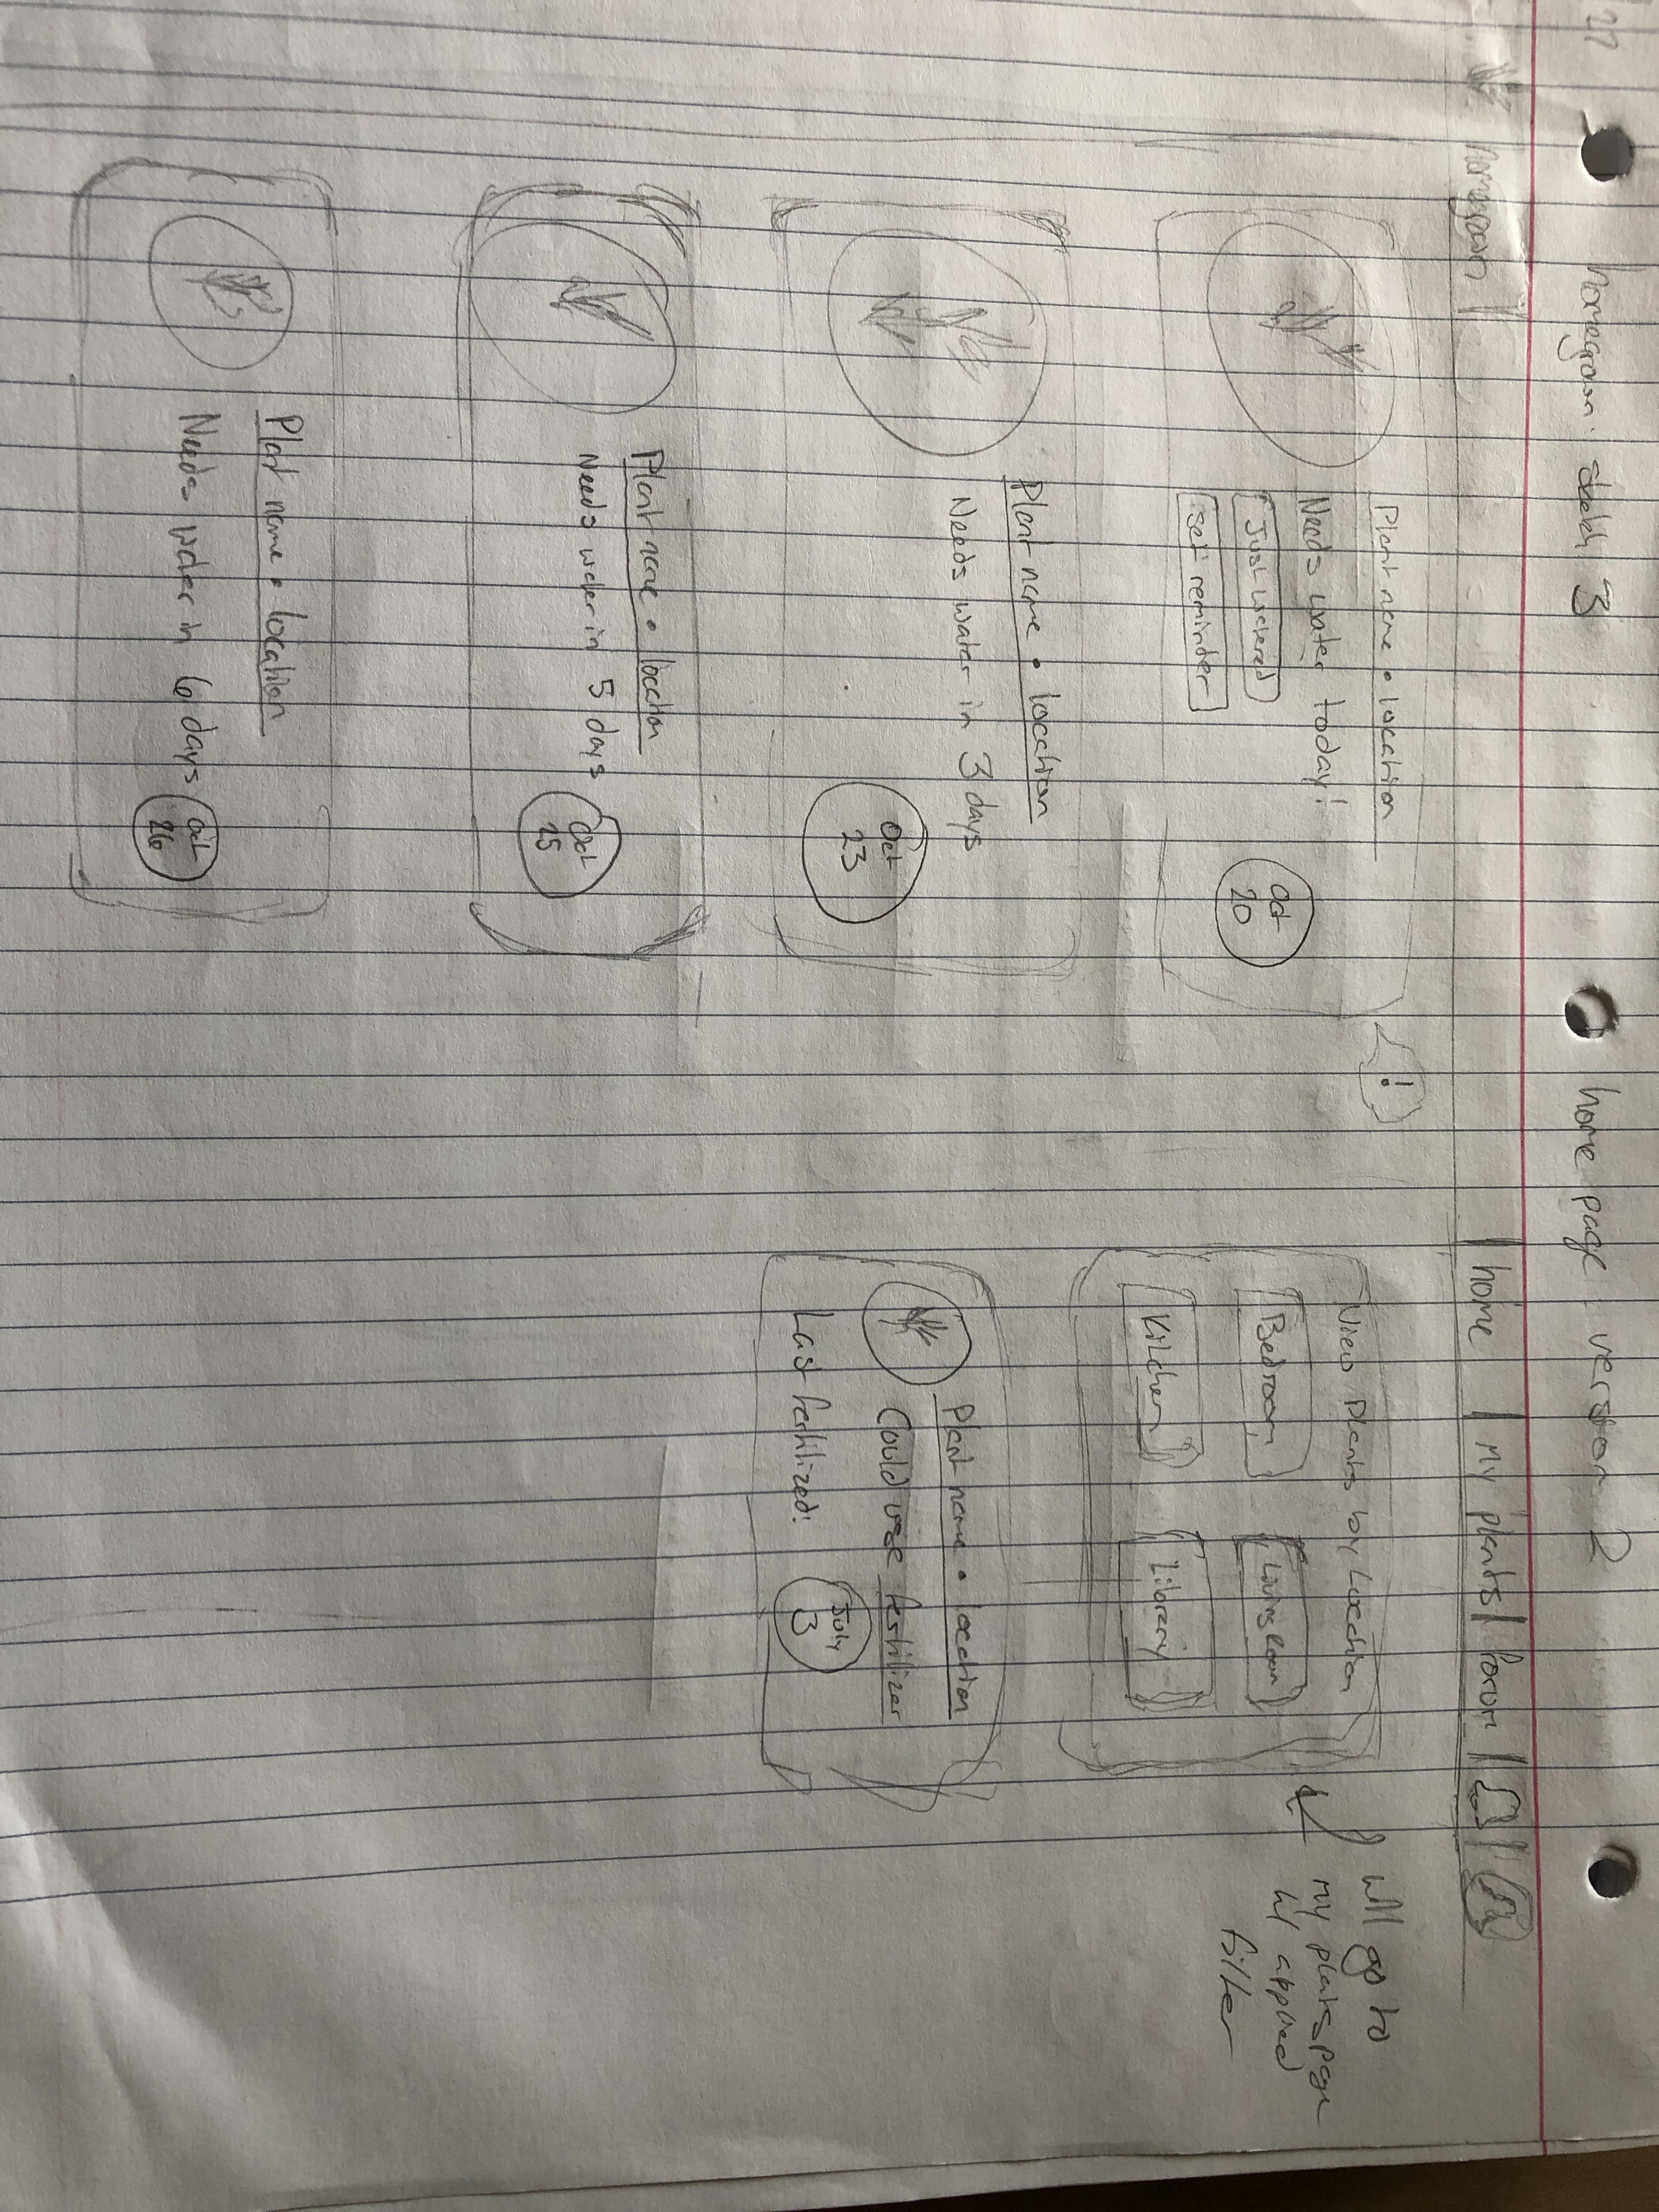 27
homegrown: sketch 3
home page version 2
homegrown
home
My plants
forum
Plant name • location
!
Needs water today!
Just watered
Set reminder
Oct
20
View Plants by Location
Bedroom
Living Room
Kitchen
Library
will go to
my plants page
w/ applied
filter
Plant name • location
Needs water in 3 days
Oct
23
Plant name • location
Could use fertilizer
Last fertilized:
July
3
Plant name • location
Needs water in 5 days
Oct
25
Plant name • location
Needs water in 6 days
Oct
26